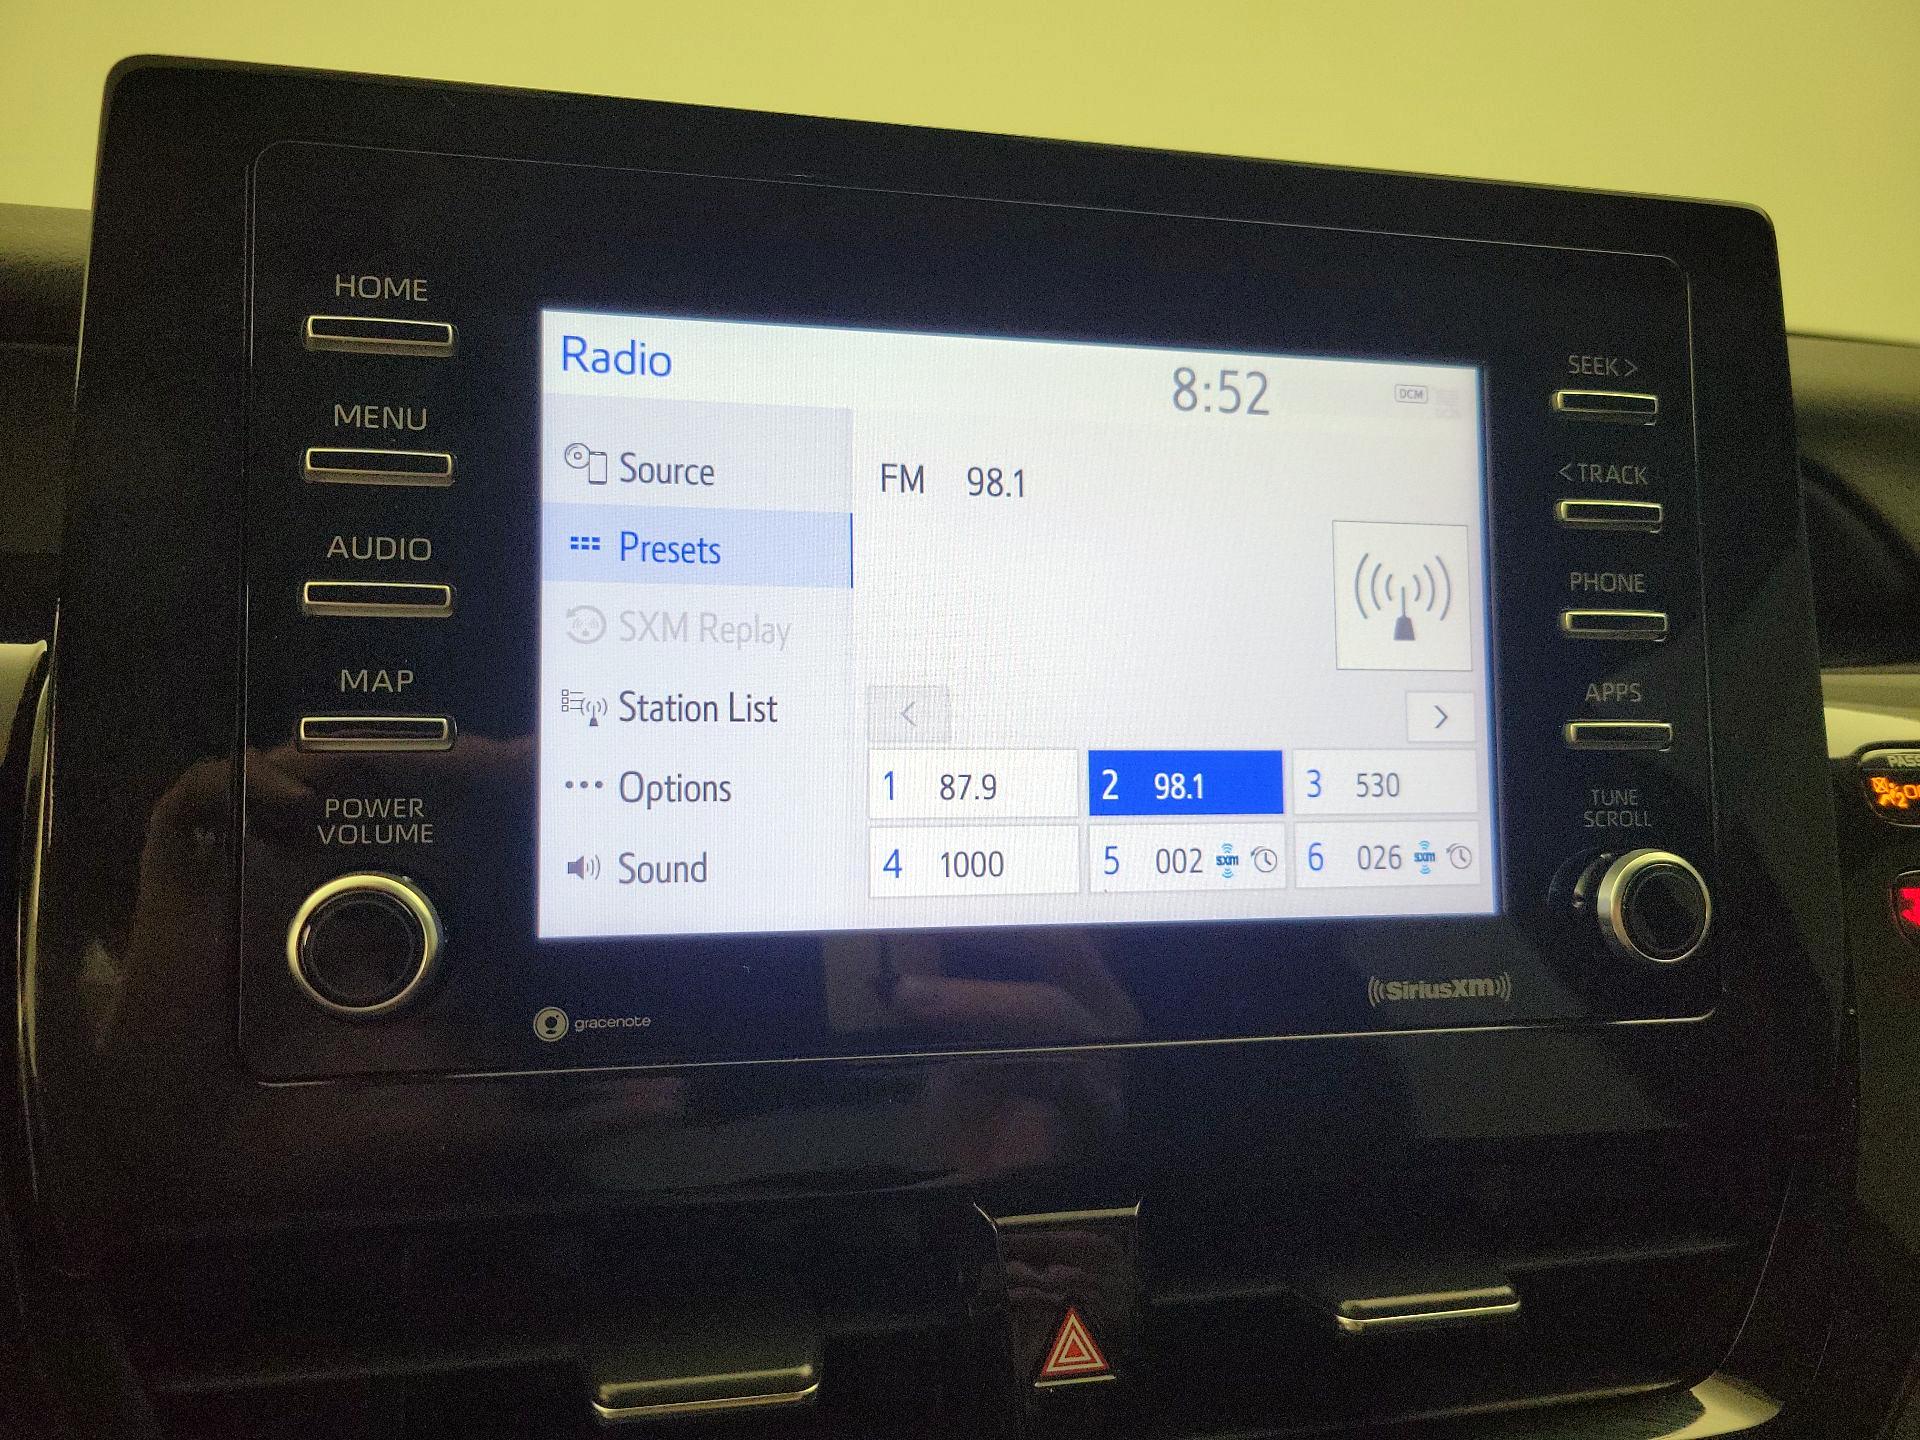 HOME
MENU
AUDIO
MAP
POWER
VOLUME
Radio
8:52
DCM
Source
Presets
SXM Replay
Station List
Options
Sound
FM 98.1
<
>
1 87.9
2 98.1
3 530
4 1000
5 002 sxm
6 026 sxm
SEEK >
< TRACK
PHONE
APPS
TUNE
SCROLL
gracenote
SiriusXm